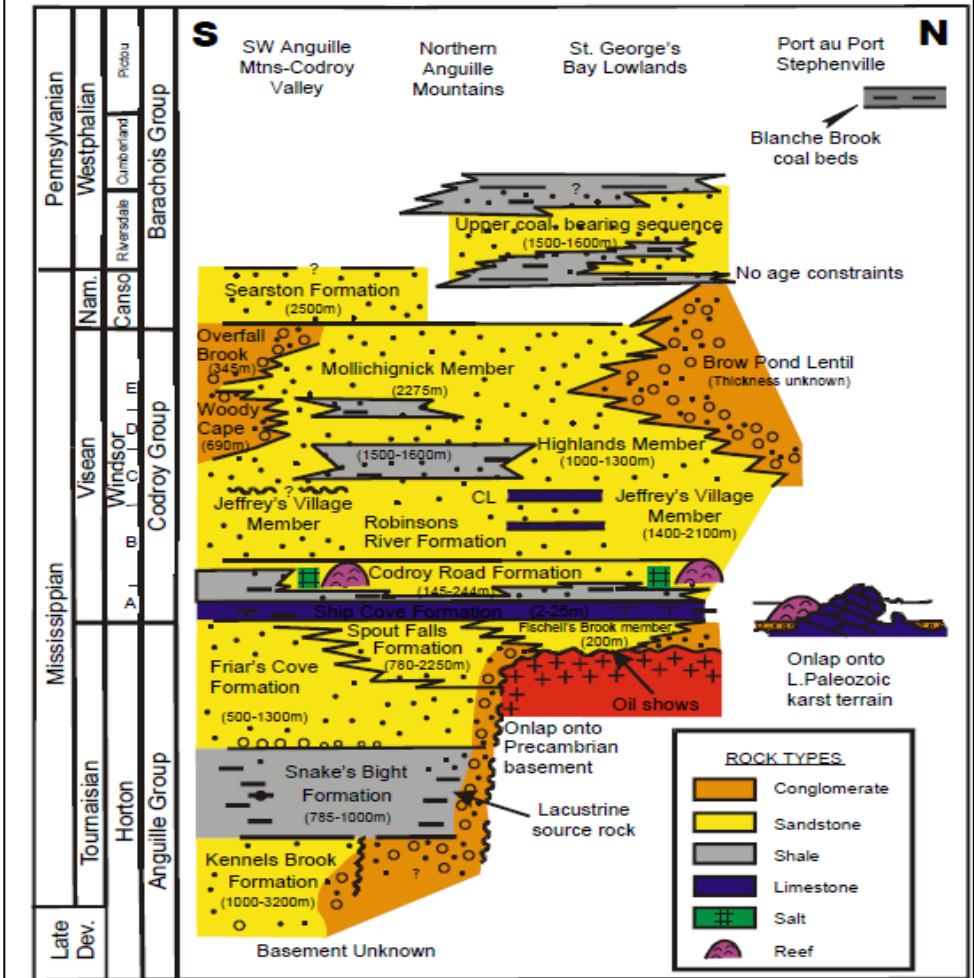 S
N
SW Anguille
Mtns-Codroy
Valley
Northern
Anguille
Mountains
St. George's
Bay Lowlands
Port au Port
Stephenville
Pennsylvanian
Mississippian
Late
Dev.
Westphalian
Nam.
Visean
Tournaisian
Pictou
Cumberland
Riversdale
Canso
Windsor
E
D
C
B
A
Horton
Barachois Group
Codroy Group
Anguille Group
Blanche Brook
coal beds
?
Upper coal bearing sequence
(1500-1600m)
No age constraints
?
Searston Formation
(2500m)
Overfall
Brook
(345m)
Mollichignick Member
(2275m)
Brow Pond Lentil
(Thickness unknown)
Woody
Cape
(690m)
(1500-1600m)
Highlands Member
(1000-1300m)
?
Jeffrey's Village
Member
CL
Robinsons
River Formation
Jeffrey's Village
Member
(1400-2100m)
Codroy Road Formation
(145-244m)
Ship Cove Formation (2-25m)
Spout Falls
Formation
(780-2250m)
Fischell's Brook member
(200m)
Friar's Cove
Formation
(500-1300m)
Oil shows
Onlap onto
L.Paleozoic
karst terrain
Onlap onto
Precambrian
basement
Snake's Bight
Formation
(785-1000m)
Lacustrine
source rock
Kennels Brook
Formation
(1000-3200m)
?
Basement Unknown
ROCK TYPES
Conglomerate
Sandstone
Shale
Limestone
Salt
Reef